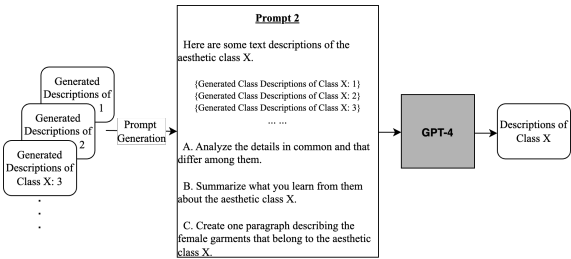 Generated
Descriptions of
1
Generated
Descriptions of
2
Generated
Descriptions of
Class X: 3
Prompt
Generation
Prompt 2
Here are some text descriptions of the
aesthetic class X.
{Generated Class Descriptions of Class X: 1}
{Generated Class Descriptions of Class X: 2}
{Generated Class Descriptions of Class X: 3}
... ...
A. Analyze the details in common and that
differ among them.
B. Summarize what you learn from them
about the aesthetic class X.
C. Create one paragraph describing the
female garments that belong to the aesthetic
class X.
GPT-4
Descriptions of
Class X